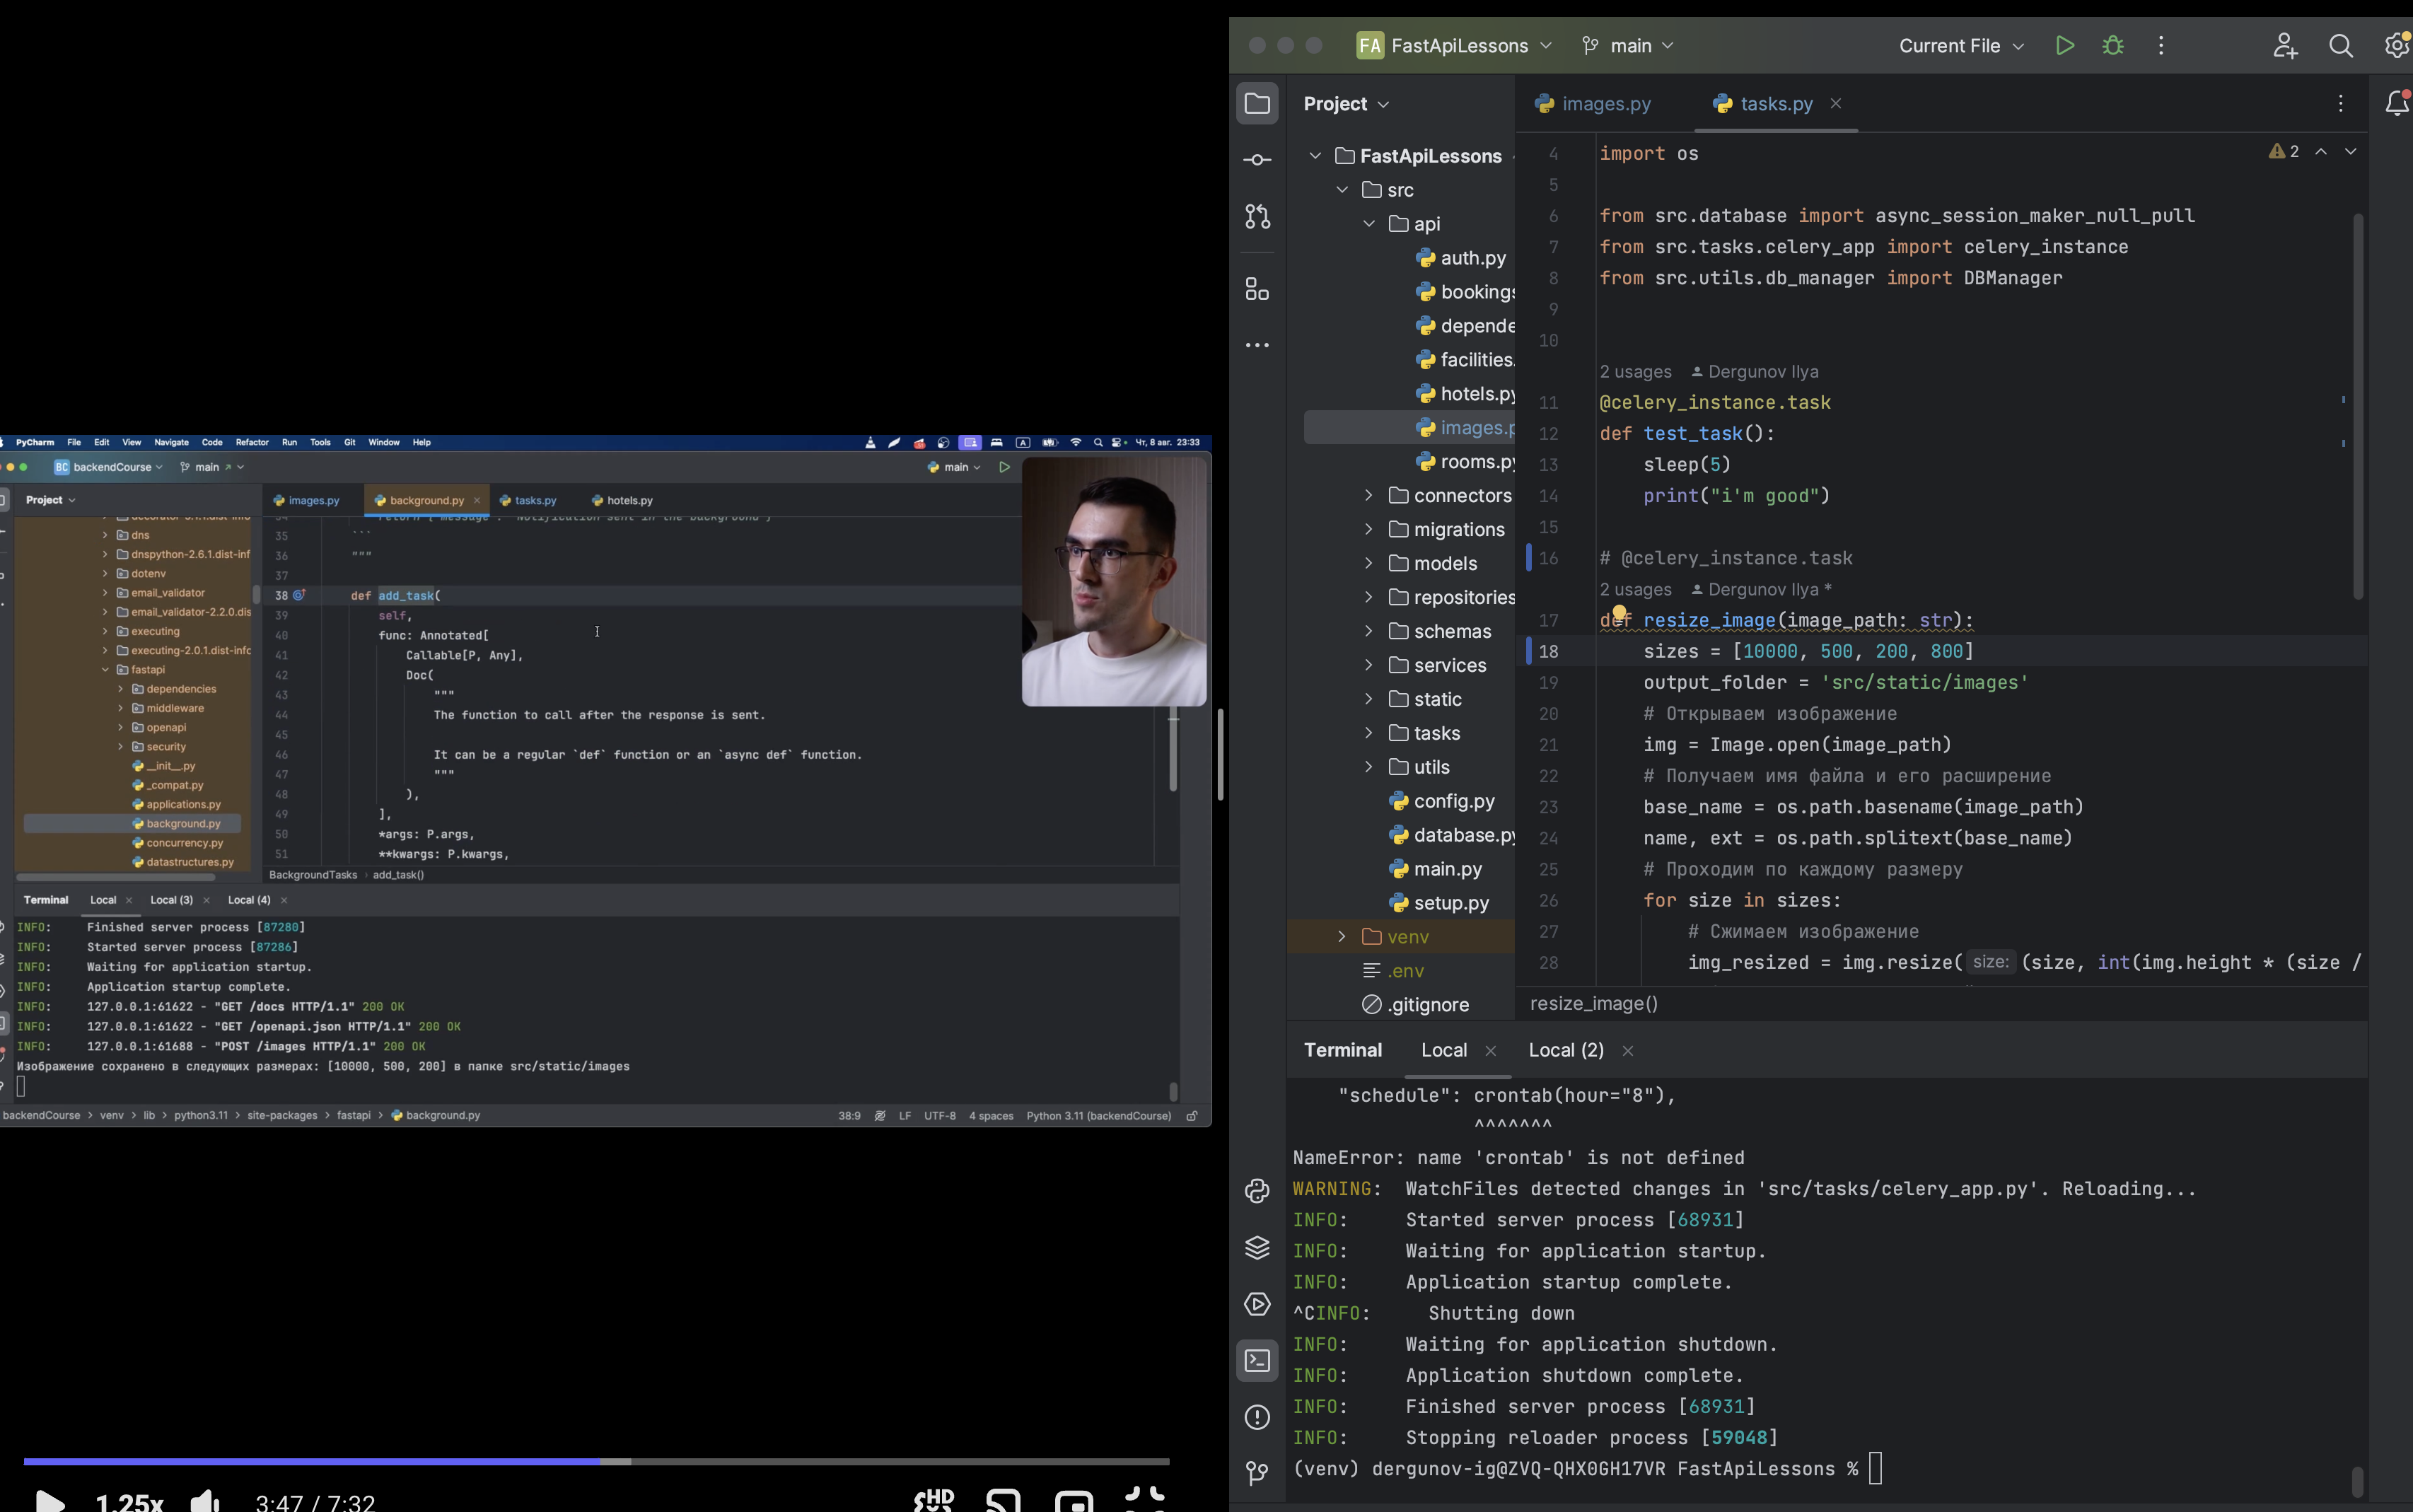 PyCharm File Edit View Navigate Code Refactor Run Tools Git Window Help
A Чт, 8 авг. 23:33
BC backendCourse main
main
Project
images.py background.py tasks.py hotels.py
dns
dnspython-2.6.1.dist-inf
dotenv
email_validator
email_validator-2.2.0.dis
executing
executing-2.0.1.dist-info
fastapi
dependencies
middleware
openapi
security
__init__.py
_compat.py
applications.py
background.py
concurrency.py
datastructures.py
35 ```
36 """
37
38 def add_task(
39 self,
40 func: Annotated[
41 Callable[P, Any],
42 Doc(
43 """
44 The function to call after the response is sent.
45
46 It can be a regular `def` function or an `async def` function.
47 """
48 ),
49 ],
50 *args: P.args,
51 **kwargs: P.kwargs,
BackgroundTasks > add_task()
Terminal Local × Local (3) × Local (4) ×
INFO: Finished server process [87280]
INFO: Started server process [87286]
INFO: Waiting for application startup.
INFO: Application startup complete.
INFO: 127.0.0.1:61622 - "GET /docs HTTP/1.1" 200 OK
INFO: 127.0.0.1:61622 - "GET /openapi.json HTTP/1.1" 200 OK
INFO: 127.0.0.1:61688 - "POST /images HTTP/1.1" 200 OK
Изображение сохранено в следующих размерах: [10000, 500, 200] в папке src/static/images
backendCourse > venv > lib > python3.11 > site-packages > fastapi > background.py
38:9 LF UTF-8 4 spaces Python 3.11 (backendCourse)
1.25x 3:47 / 7:32
HD
FA FastApiLessons main Current File
Project
images.py tasks.py ×
FastApiLessons
src
api
auth.py
bookings
depende
facilities.
hotels.py
images.p
rooms.py
connectors
migrations
models
repositories
schemas
services
static
tasks
utils
config.py
database.py
main.py
setup.py
venv
.env
.gitignore
2
4 import os
5
6 from src.database import async_session_maker_null_pull
7 from src.tasks.celery_app import celery_instance
8 from src.utils.db_manager import DBManager
9
10
2 usages Dergunov Ilya
11 @celery_instance.task
12 def test_task():
13 sleep(5)
14 print("i'm good")
15
16 # @celery_instance.task
2 usages Dergunov Ilya *
17 def resize_image(image_path: str):
18 sizes = [10000, 500, 200, 800]
19 output_folder = 'src/static/images'
20 # Открываем изображение
21 img = Image.open(image_path)
22 # Получаем имя файла и его расширение
23 base_name = os.path.basename(image_path)
24 name, ext = os.path.splitext(base_name)
25 # Проходим по каждому размеру
26 for size in sizes:
27 # Сжимаем изображение
28 img_resized = img.resize( size: (size, int(img.height * (size /
resize_image()
Terminal Local × Local (2) ×
"schedule": crontab(hour="8"),
^^^^^^^
NameError: name 'crontab' is not defined
WARNING: WatchFiles detected changes in 'src/tasks/celery_app.py'. Reloading...
INFO: Started server process [68931]
INFO: Waiting for application startup.
INFO: Application startup complete.
^CINFO: Shutting down
INFO: Waiting for application shutdown.
INFO: Application shutdown complete.
INFO: Finished server process [68931]
INFO: Stopping reloader process [59048]
(venv) dergunov-ig@ZVQ-QHX0GH17VR FastApiLessons %